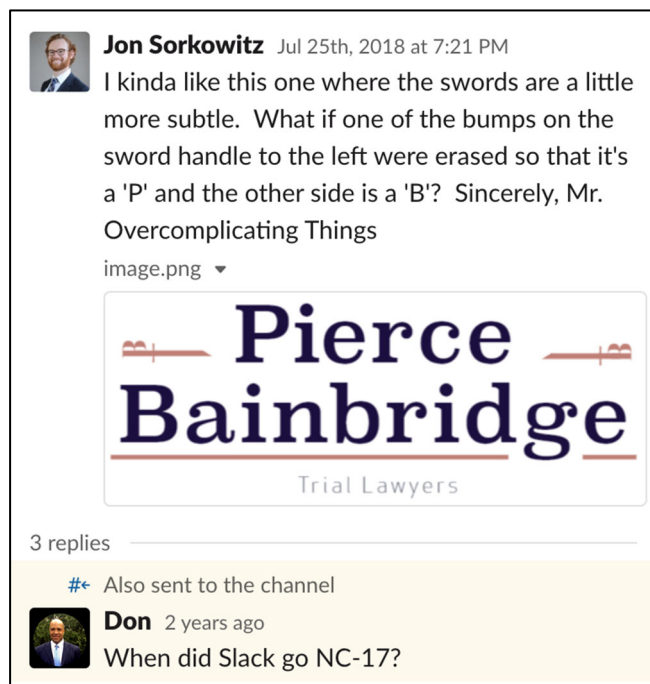 Jon Sorkowitz Jul 25th, 2018 at 7:21 PM
I kinda like this one where the swords are a little
more subtle.  What if one of the bumps on the
sword handle to the left were erased so that it's
a 'P' and the other side is a 'B'?  Sincerely, Mr.
Overcomplicating Things
image.png
Pierce
Bainbridge
Trial Lawyers
3 replies
Also sent to the channel
Don 2 years ago
When did Slack go NC-17?